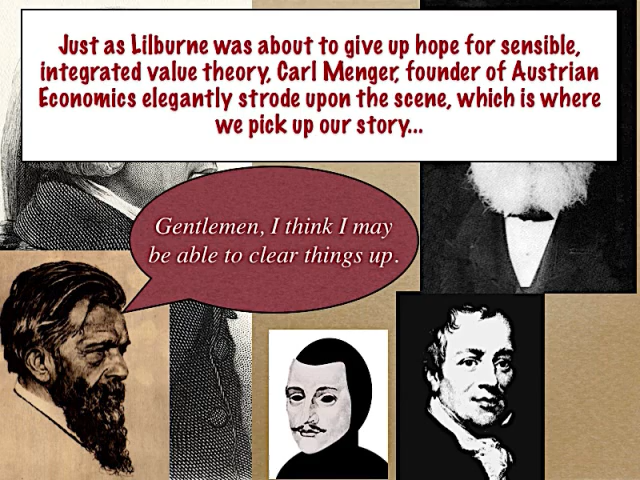 Just as Lilburne was about to give up hope for sensible,
integrated value theory, Carl Menger, founder of Austrian
Economics elegantly strode upon the scene, which is where
we pick up our story...
Gentlemen, I think I may
be able to clear things up.